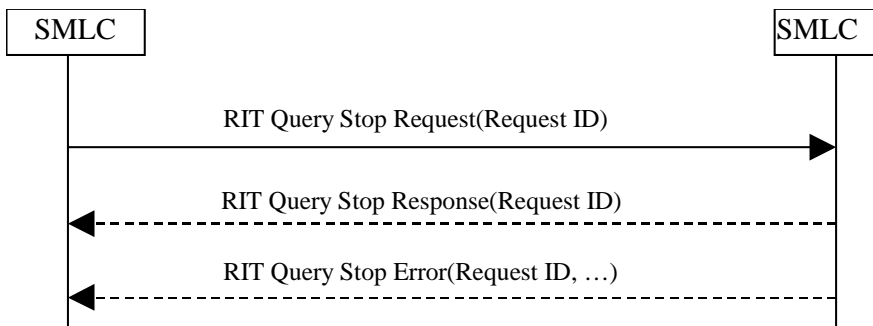 SMLC
SMLC
RIT Query Stop Request(Request ID)
RIT Query Stop Response(Request ID)
RIT Query Stop Error(Request ID, …)